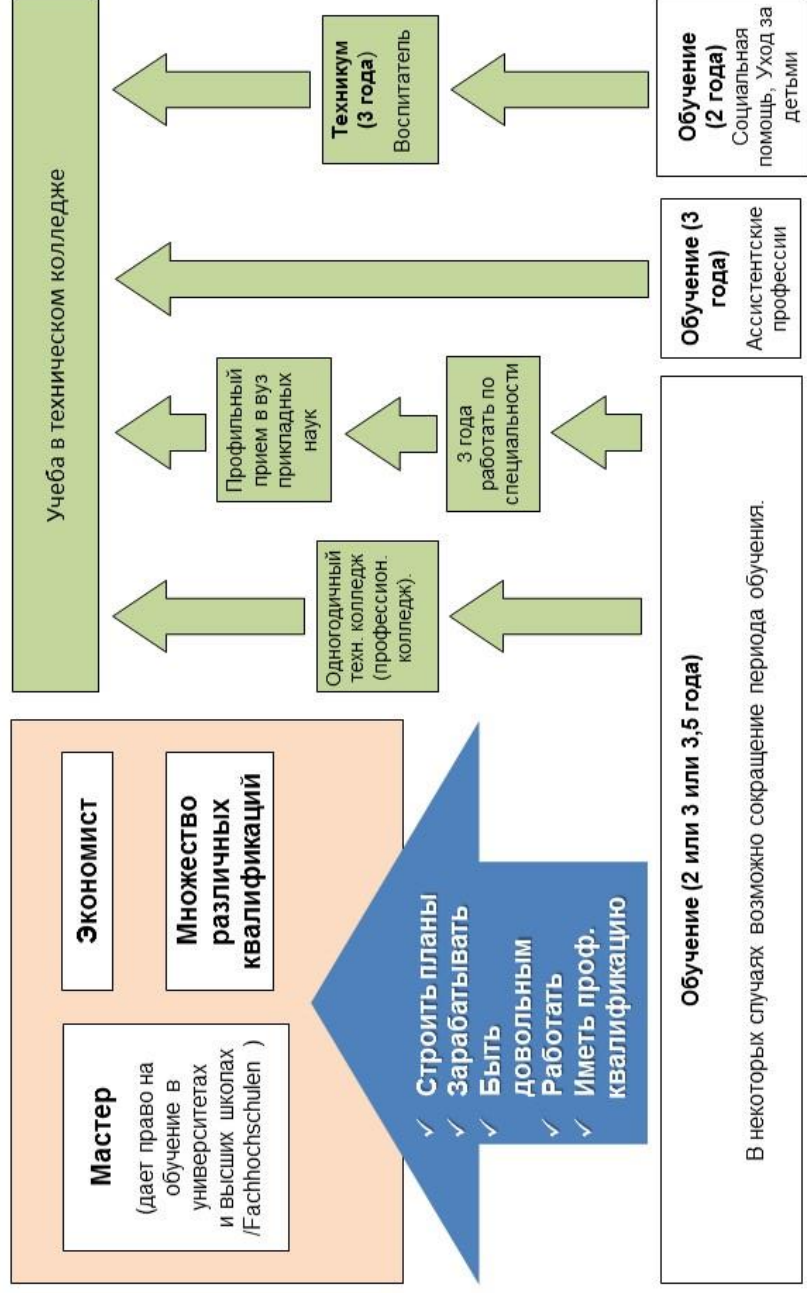 Мастер
(дает право на
обучение в
университетах
и высших школах
/Fachhochschulen )
Экономист
Множество
различных
квалификаций
✓ Строить планы
✓ Зарабатывать
✓ Быть
довольным
✓ Работать
✓ Иметь проф.
квалификацию
Учеба в техническом колледже
Одногодичный
техн. колледж
(профессион.
колледж).
Профильный
прием в вуз
прикладных
наук
3 года
работать по
специальности
Техникум
(3 года)
Воспитатель
Обучение (2 или 3 или 3,5 года)
В некоторых случаях возможно сокращение периода обучения.
Обучение (3
года)
Ассистентские
профессии
Обучение
(2 года)
Социальная
помощь, Уход за
детьми